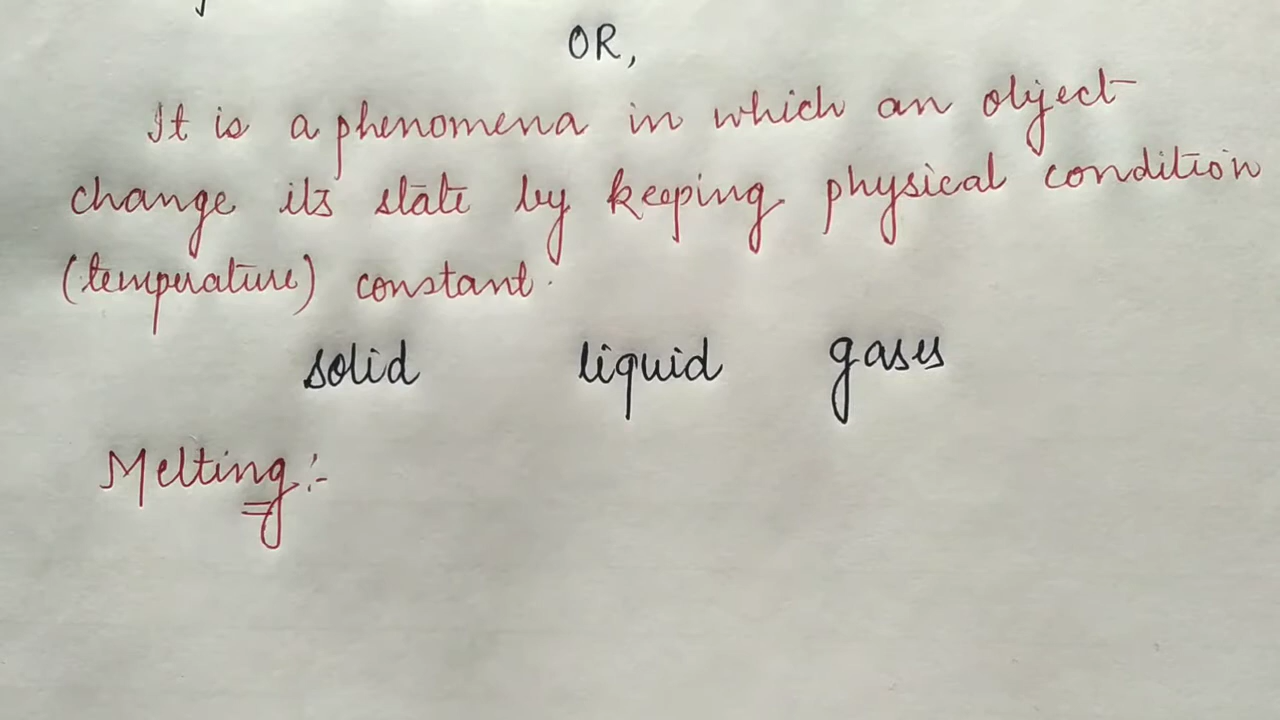 OR,
It is a phenomena in which an object
change its state by keeping physical condition
(temperature) constant.
solid liquid gases
Melting :-